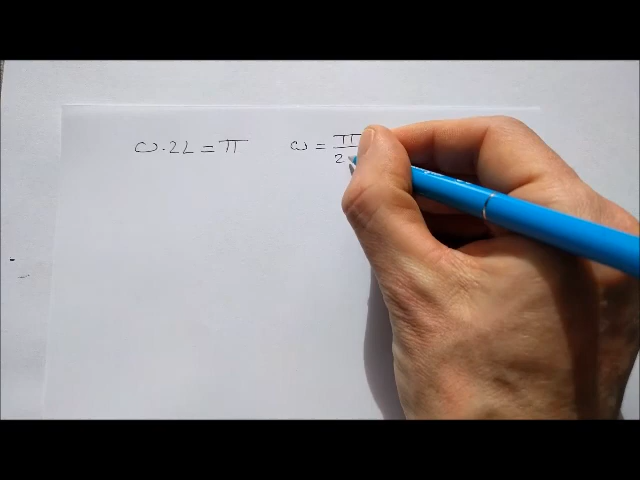 ω·2L = π ω = π/2